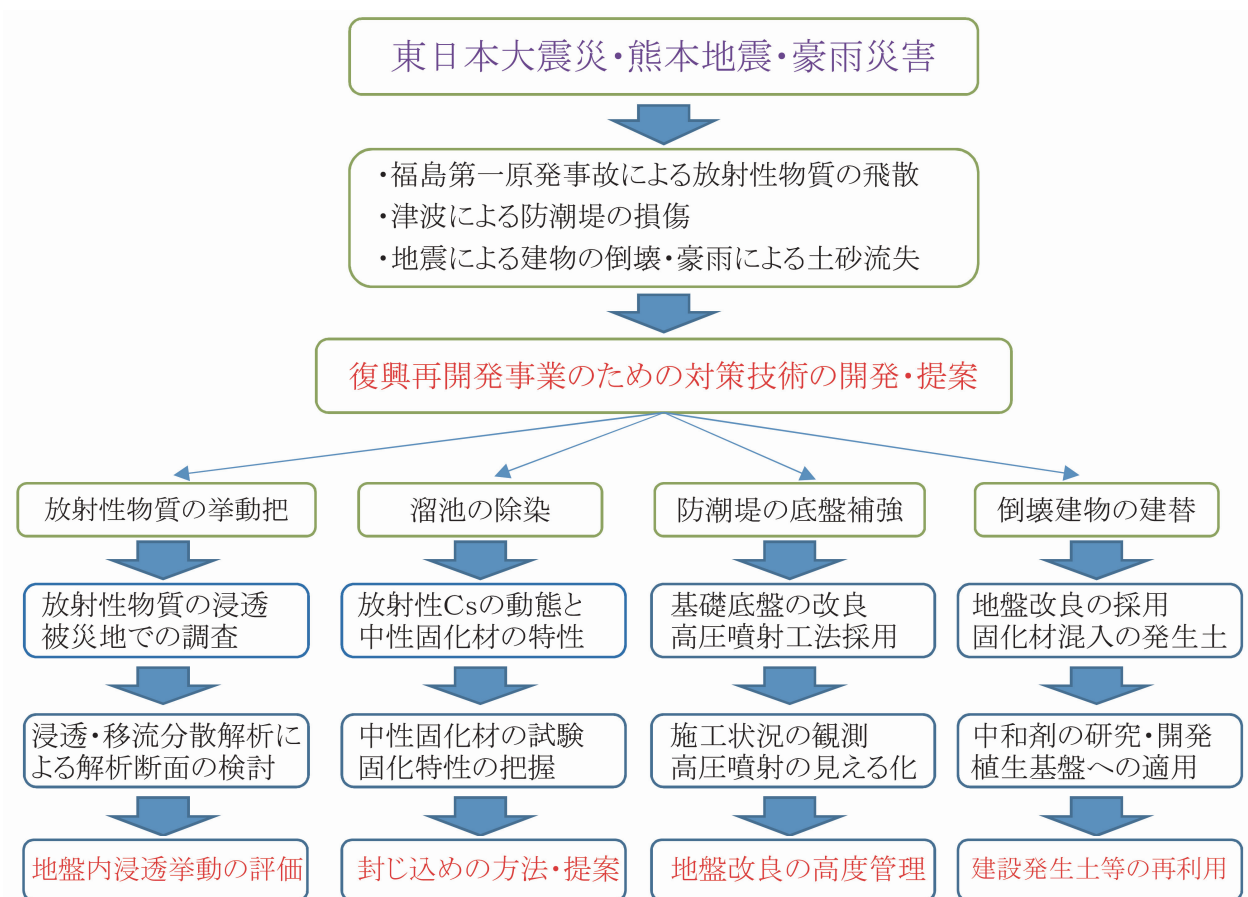 東日本大震災・熊本地震・豪雨災害
・福島第一原発事故による放射性物質の飛散
・津波による防潮堤の損傷
・地震による建物の倒壊・豪雨による土砂流失
復興再開発事業のための対策技術の開発・提案
放射性物質の挙動把
溜池の除染
防潮堤の底盤補強
倒壊建物の建替
放射性物質の浸透
被災地での調査
放射性Csの動態と
中性固化材の特性
基礎底盤の改良
高圧噴射工法採用
地盤改良の採用
固化材混入の発生土
浸透・移流分散解析に
よる解析断面の検討
中性固化材の試験
固化特性の把握
施工状況の観測
高圧噴射の見える化
中和剤の研究・開発
植生基盤への適用
地盤内浸透挙動の評価
封じ込めの方法・提案
地盤改良の高度管理
建設発生土等の再利用